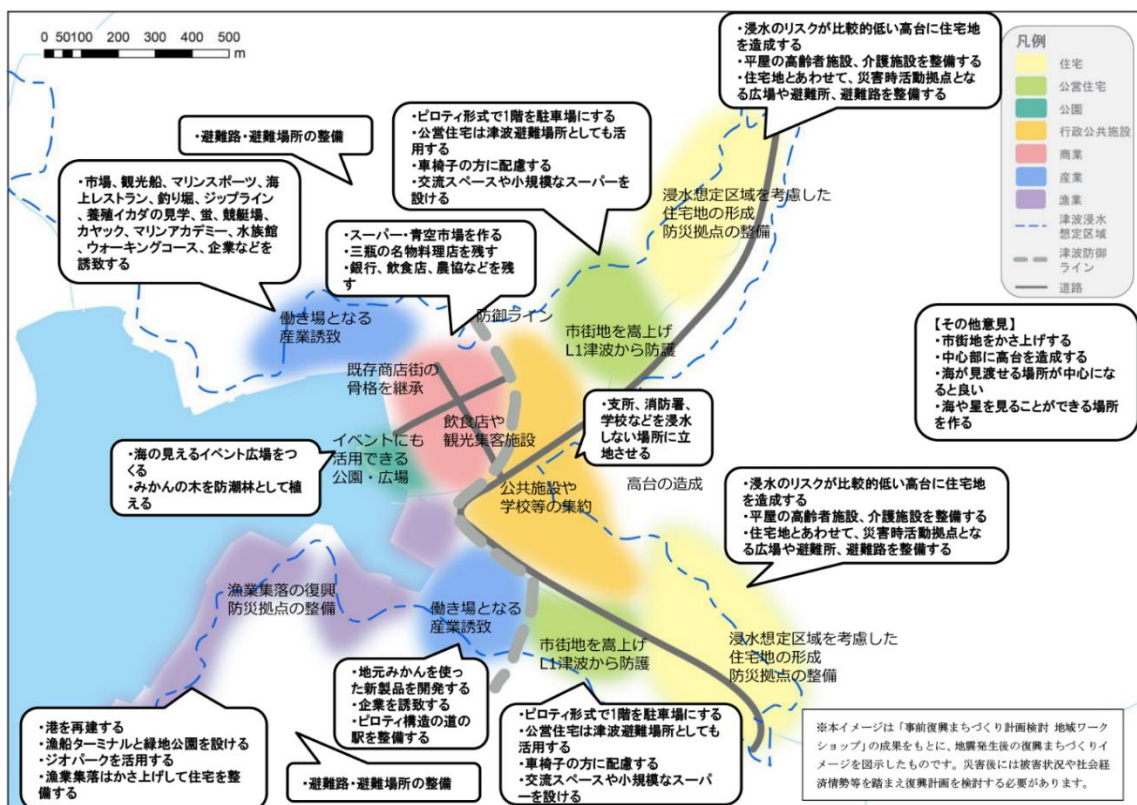 0 50100 200 300 400 500
m
・浸水のリスクが比較的低い高台に住宅地
を造成する
・平屋の高齢者施設、介護施設を整備する
・住宅地とあわせて、災害時活動拠点とな
る広場や避難所、避難路を整備する
凡例
住宅
公営住宅
公園
行政公共施設
商業
産業
漁業
津波浸水
想定区域
津波防御
ライン
道路
・避難路・避難場所の整備
・ピロティ形式で1階を駐車場にする
・公営住宅は津波避難場所としても活
用する
・車椅子の方に配慮する
・交流スペースや小規模なスーパーを
設ける
・市場、観光船、マリンスポーツ、海
上レストラン、釣り堀、ジップライン、
養殖イカダの見学、蛍、競艇場、
カヤック、マリンアカデミー、水族
館、ウォーキングコース、企業などを
誘致する
・スーパー・青空市場を作る
・三瓶の名物料理店を残す
・銀行、飲食店、農協などを残
す
浸水想定区域を考慮した
住宅地の形成
防災拠点の整備
働き場となる
産業誘致
防御ライン
市街地を嵩上げ
L1津波から防護
【その他意見】
・市街地をかさ上げする
・中心部に高台を造成する
・海が見渡せる場所が中心にな
ると良い
・海や星を見ることができる場所
を作る
既存商店街の
骨格を継承
飲食店や
観光集客施設
・支所、消防署、
学校などを浸水
しない場所に立
地させる
イベントにも
活用できる
公園・広場
・海の見えるイベント広場をつ
くる
・みかんの木を防潮林として植
える
公共施設や
学校等の集約
高台の造成
・浸水のリスクが比較的低い高台に住宅地
を造成する
・平屋の高齢者施設、介護施設を整備する
・住宅地とあわせて、災害時活動拠点とな
る広場や避難所、避難路を整備する
漁業集落の復興
防災拠点の整備
働き場となる
産業誘致
市街地を嵩上げ
L1津波から防護
浸水想定区域を考慮した
住宅地の形成
防災拠点の整備
・地元みかんを使っ
た新製品を開発する
・企業を誘致する
・ピロティ構造の道の
駅を整備する
・港を再建する
・漁船ターミナルと緑地公園を設ける
・ジオパークを活用する
・漁業集落はかさ上げして住宅を整
備する
・避難路・避難場所の整備
・ピロティ形式で1階を駐車場にする
・公営住宅は津波避難場所としても
活用する
・車椅子の方に配慮する
・交流スペースや小規模なスーパ
ーを設ける
※本イメージは「事前復興まちづくり計画検討 地域ワーク
ショップ」の成果をもとに、地震発生後の復興まちづくりイ
メージを図示したものです。災害後には被害状況や社会経
済情勢等を踏まえ復興計画を検討する必要があります。